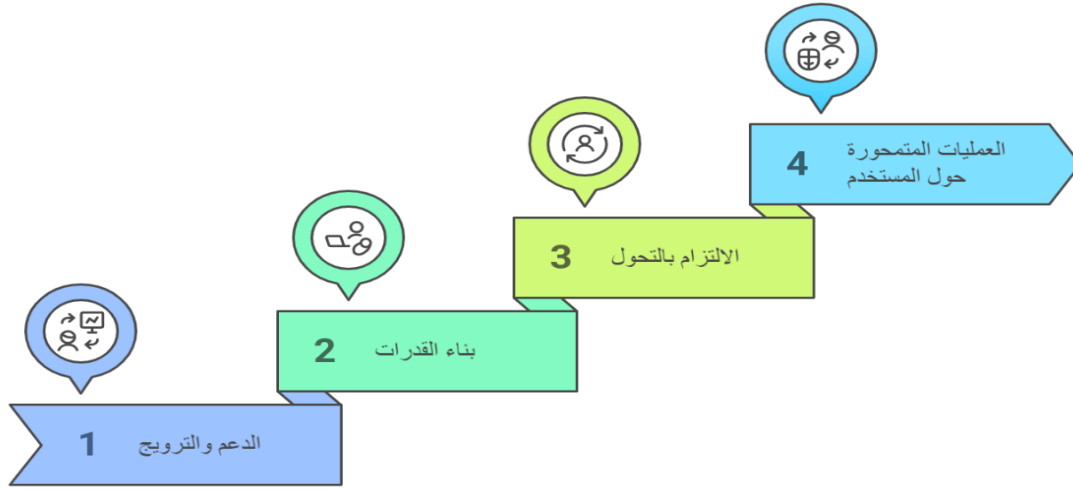 4
العمليات المتمحورة
حول المستخدم
3
الالتزام بالتحول
2
بناء القدرات
1
الدعم والترويج